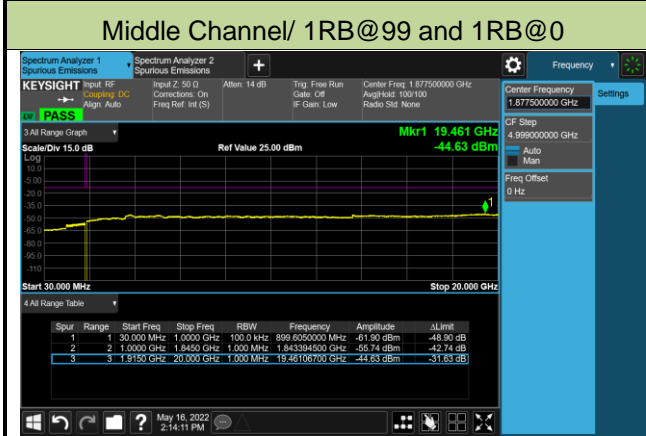 Middle Channel/ 1RB@99 and 1RB@0
Spectrum Analyzer 1
Spurious Emissions
Spectrum Analyzer 2
Spurious Emissions
+
Frequency
KEYSIGHT
Input: RF
Coupling: DC
Align: Auto
Input Z: 50 Ω
Corrections: On
Freq Ref: Int (S)
Atten: 14 dB
Trig: Free Run
Gate: Off
IF Gain: Low
Center Freq: 1.877500000 GHz
Avg|Hold: 100/100
Radio Std: None
LW PASS
Center Frequency
1.877500000 GHz
Settings
CF Step
4.999000000 GHz
Auto
Man
Freq Offset
0 Hz
3 All Range Graph
Mkr1 19.461 GHz
Scale/Div 15.0 dB
Ref Value 25.00 dBm
-44.63 dBm
Log
10.0
-5.00
-20.0
-35.0
-50.0
-65.0
-80.0
-95.0
-110
1
Start 30.000 MHz
Stop 20.000 GHz
4 All Range Table
Spur Range Start Freq Stop Freq RBW Frequency Amplitude ΔLimit
1 1 30.000 MHz 1.0000 GHz 100.0 kHz 899.6050000 MHz -61.90 dBm -48.90 dB
2 2 1.0000 GHz 1.8450 GHz 1.000 MHz 1.843394500 GHz -55.74 dBm -42.74 dB
3 3 1.9150 GHz 20.000 GHz 1.000 MHz 19.46106700 GHz -44.63 dBm -31.63 dB
?
May 16, 2022
2:14:11 PM